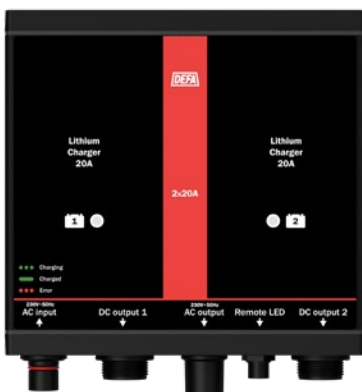 DEFA
Lithium
Charger
20A
Lithium
Charger
20A
2x20A
1
2
Charging
Charged
Error
230V~50Hz
AC input
DC output 1
230V~50Hz
AC output
Remote LED
DC output 2